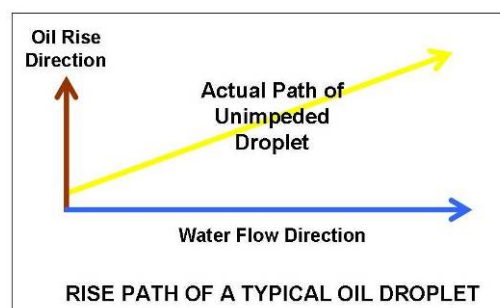 Oil Rise
Direction
Actual Path of
Unimpeded
Droplet
Water Flow Direction
RISE PATH OF A TYPICAL OIL DROPLET